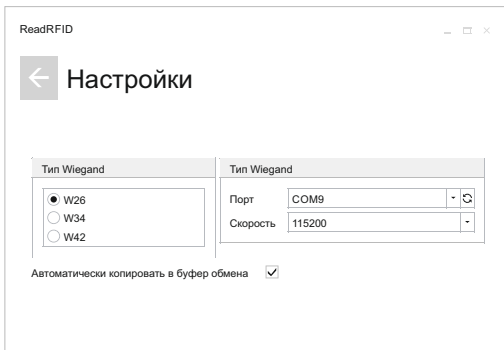 ReadRFID
Настройки
Тип Wiegand
Тип Wiegand
W26
W34
W42
Порт COM9
Скорость 115200
Автоматически копировать в буфер обмена